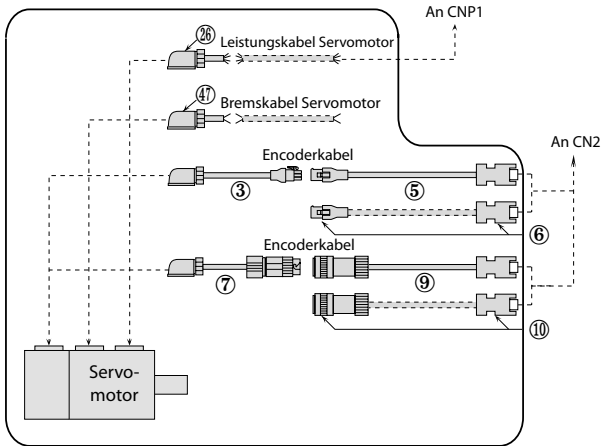 An CNP1
㉖
Leistungskabel Servomotor
㊼
Bremskabel Servomotor
An CN2
Encoderkabel
③
⑤
⑥
Encoderkabel
⑦
⑨
⑩
Servo-
motor